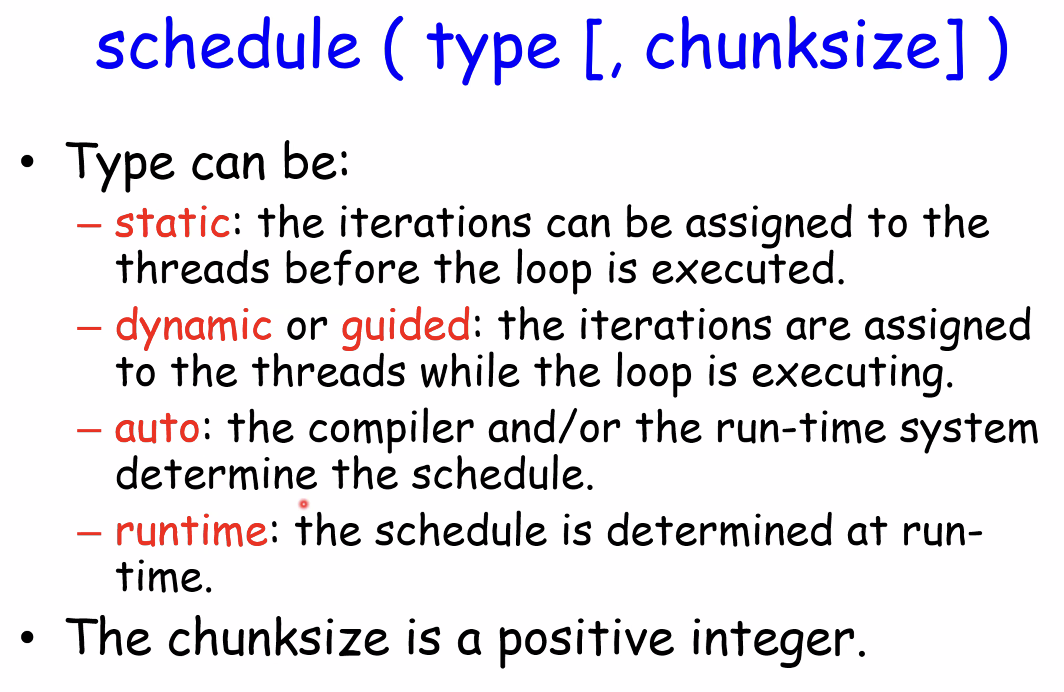 schedule ( type [, chunksize] )
• Type can be:
– static: the iterations can be assigned to the
threads before the loop is executed.
– dynamic or guided: the iterations are assigned
to the threads while the loop is executing.
– auto: the compiler and/or the run-time system
determine the schedule.
– runtime: the schedule is determined at run-
time.
• The chunksize is a positive integer.